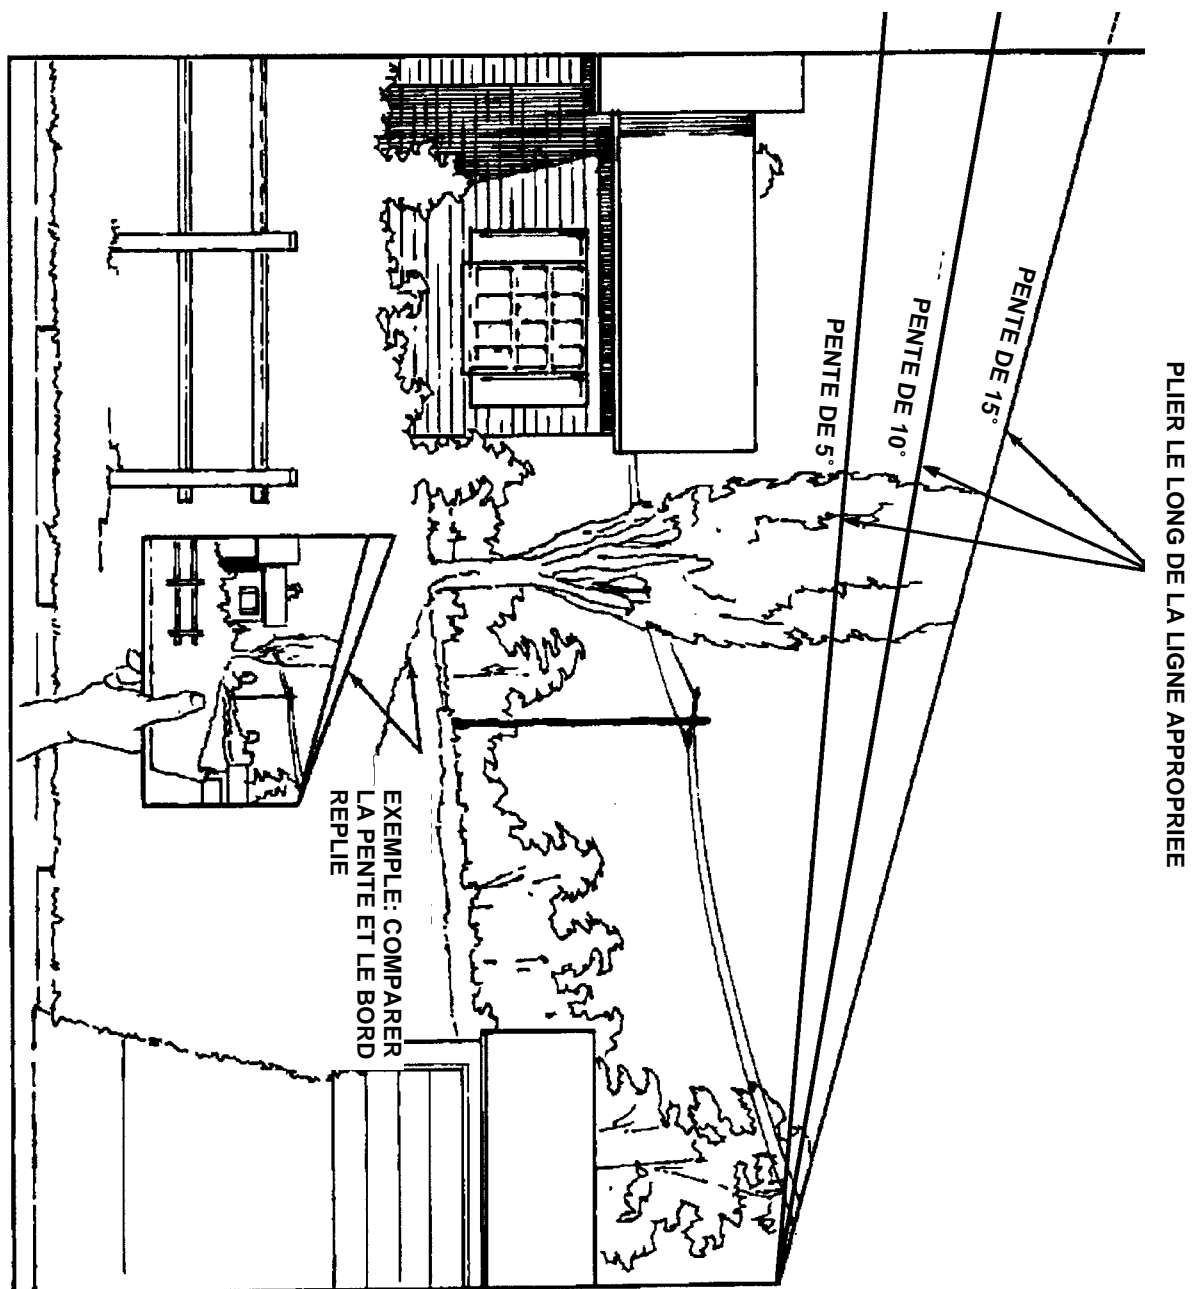 PLIER LE LONG DE LA LIGNE APPROPRIEE
PENTE DE 15°
PENTE DE 10°
PENTE DE 5°
EXEMPLE: COMPARER
LA PENTE ET LE BORD
REPLIE